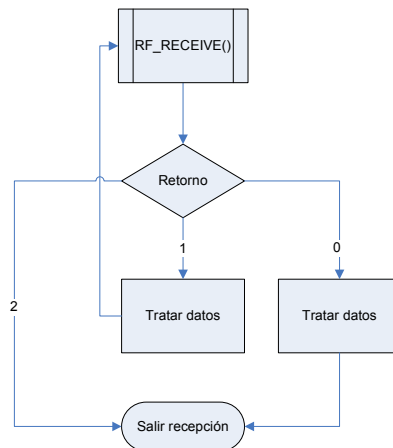 RF_RECEIVE()
Retorno
1
0
2
Tratar datos
Tratar datos
Salir recepción